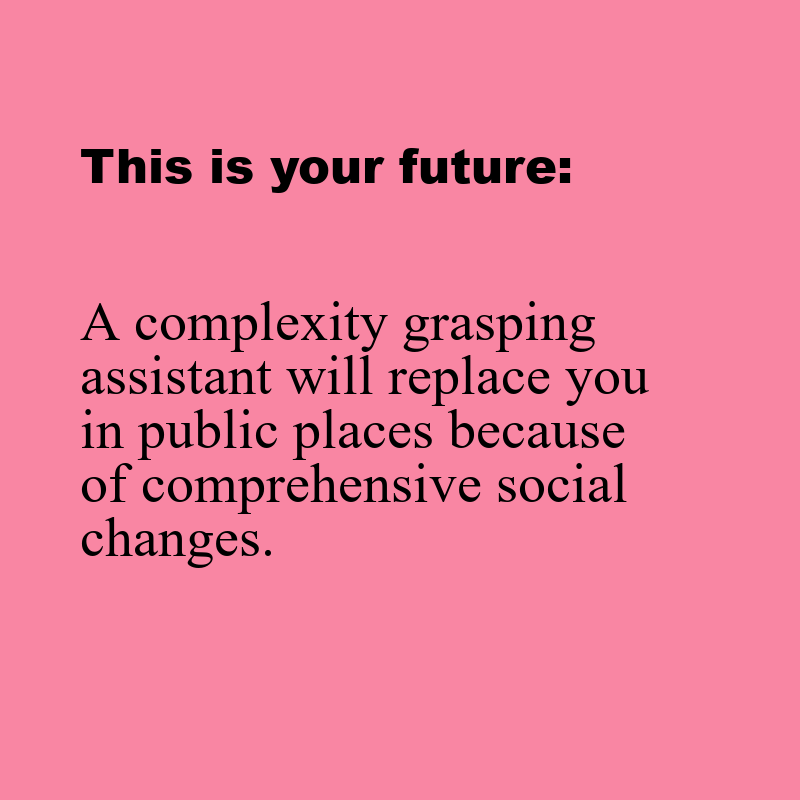 This is your future:
A complexity grasping
assistant will replace you
in public places because
of comprehensive social
changes.